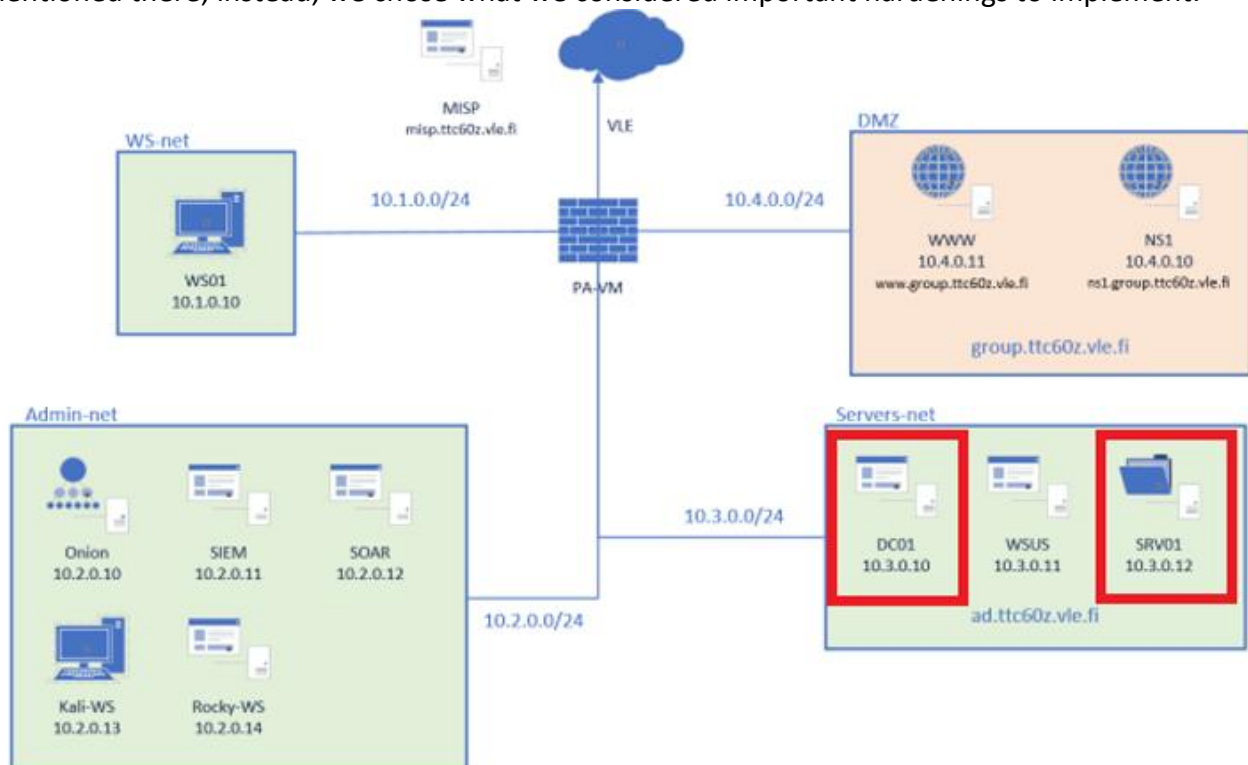 mentioned there, instead, we chose what we considered important hardenings to implement.
MISP
misp.ttc60z.vle.fi
VLE
WS-net
10.1.0.0/24
WS01
10.1.0.10
PA-VM
10.4.0.0/24
DMZ
WWW
10.4.0.11
www.group.ttc60z.vle.fi
NS1
10.4.0.10
ns1.group.ttc60z.vle.fi
group.ttc60z.vle.fi
Admin-net
Onion
10.2.0.10
SIEM
10.2.0.11
SOAR
10.2.0.12
Kali-WS
10.2.0.13
Rocky-WS
10.2.0.14
10.2.0.0/24
10.3.0.0/24
Servers-net
DC01
10.3.0.10
WSUS
10.3.0.11
SRV01
10.3.0.12
ad.ttc60z.vle.fi